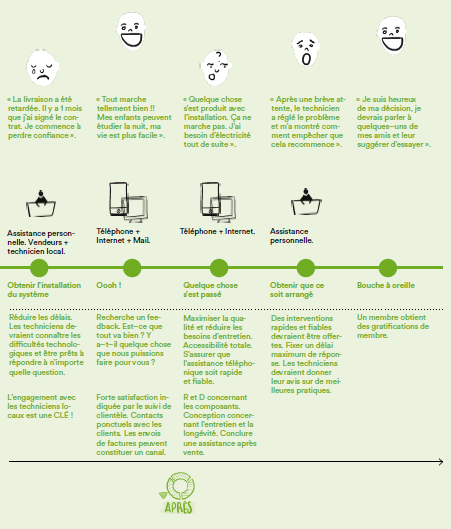 « La livraison a été
retardée. Il y a 1 mois
que j'ai signé le con-
trat. Je commence à
perdre confiance ».
« Tout marche
tellement bien !!
Mes enfants peuvent
étudier la nuit, ma
vie est plus facile ».
« Quelque chose
s'est produit avec
l'installation. Ça ne
marche pas. J'ai
besoin d'électricité
tout de suite ».
« Après une brève at-
tente, le technicien
a réglé le problème
et m'a montré com-
ment empêcher que
cela recommence ».
« Je suis heureux
de ma décision, je
devrais parler à
quelques-uns de
mes amis et leur
suggérer d'essayer ».
Assistance person-
nelle. Vendeurs +
technicien local.
Téléphone +
Internet + Mail.
Téléphone + Internet.
Assistance
personnelle.
Obtenir l'installation
du système
Oooh !
Quelque chose
s'est passé
Obtenir que ce
soit arrangé
Bouche à oreille
Réduire les délais.
Les techniciens de-
vraient connaître les
difficultés technolo-
giques et être prêts à
répondre à n'importe
quelle question.
L'engagement avec
les techniciens lo-
caux est une CLÉ !
Recherche un fee-
dback. Est-ce que
tout va bien ? Y
a-t-il quelque chose
que nous puissions
faire pour vous ?
Forte satisfaction in-
diquée par le suivi de
clientèle. Contacts
ponctuels avec les
clients. Les envois
de factures peuvent
constituer un canal.
Maximiser la qua-
lité et réduire les
besoins d'entretien.
Accessibilité totale.
S'assurer que
l'assistance télépho-
nique soit rapide
et fiable.
R et D concernant
les composants.
Conception concer-
nant l'entretien et la
longévité. Conclure
une assistance après
vente.
Des interventions
rapides et fiables
devraient être offer-
tes. Fixer un délai
maximum de répon-
se. Les techniciens
devraient donner
leur avis sur de mei-
lleures pratiques.
Un membre obtient
des gratifications de
membre.
APRÈS